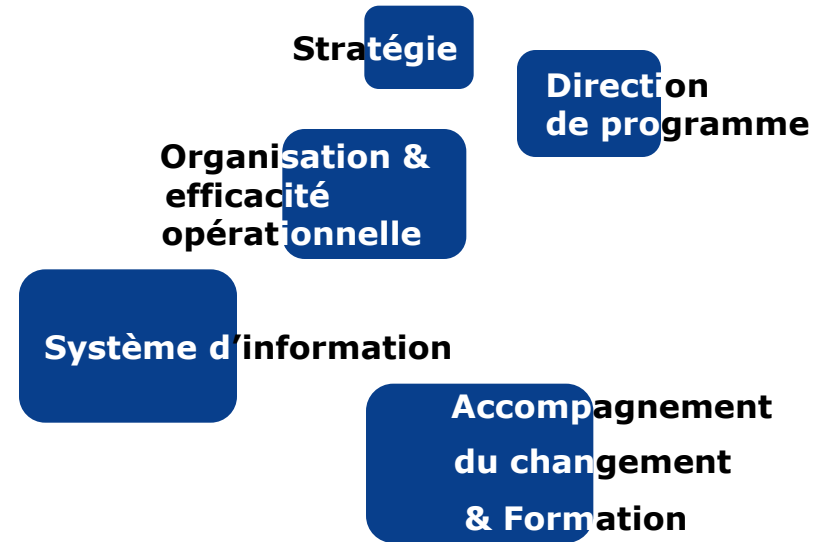 Stratégie
Direction
de programme
Organisation &
efficacité
opérationnelle
Système d'information
Accompagnement
du changement
& Formation